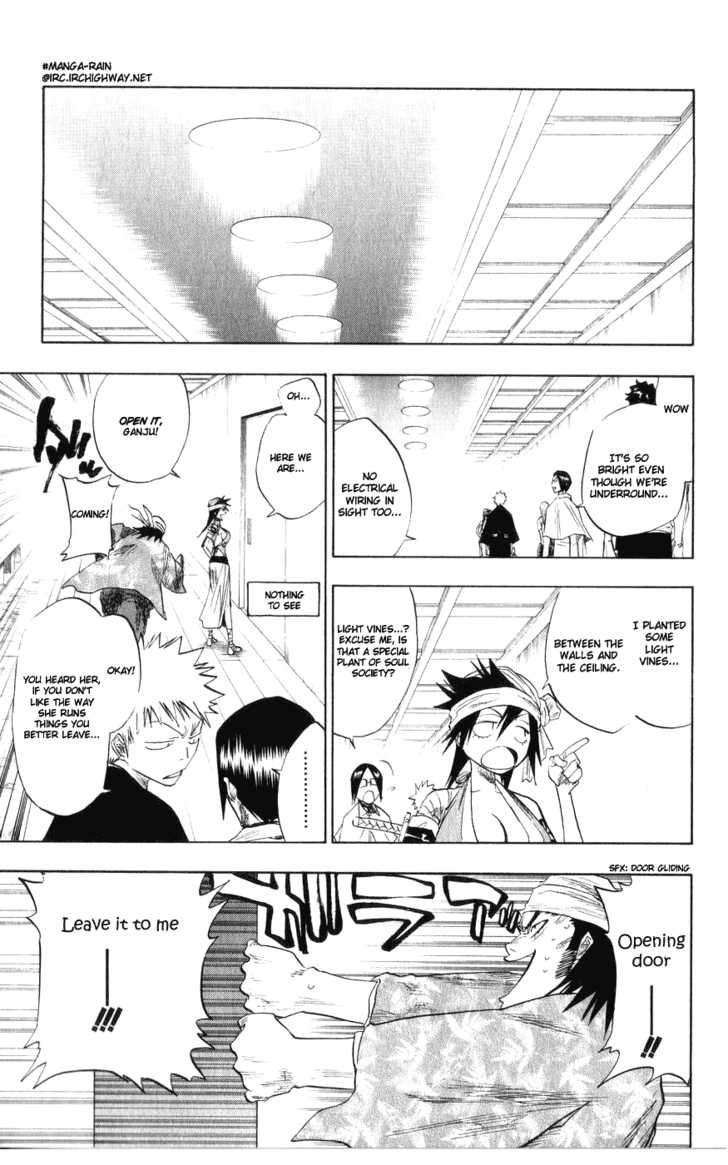 #MANGA-RAIN
@IRC.IRCHIGHWAY.NET
WOW
IT'S SO
BRIGHT EVEN
THOUGH WE'RE
UNDERROUND...
NO
ELECTRICAL
WIRING IN
SIGHT TOO...
I PLANTED
SOME
LIGHT
VINES...
BETWEEN THE
WALLS AND
THE CEILING.
LIGHT VINES...?
EXCUSE ME, IS
THAT A SPECIAL
PLANT OF SOUL
SOCIETY?
OH...
HERE WE
ARE...
OPEN IT,
GANJU!
COMING!
NOTHING
TO SEE
.........
OKAY!
YOU HEARD HER,
IF YOU DON'T
LIKE THE WAY
SHE RUNS
THINGS YOU
BETTER LEAVE...
SFX: DOOR GLIDING
Opening
door
!!!
Leave it to me
!!!